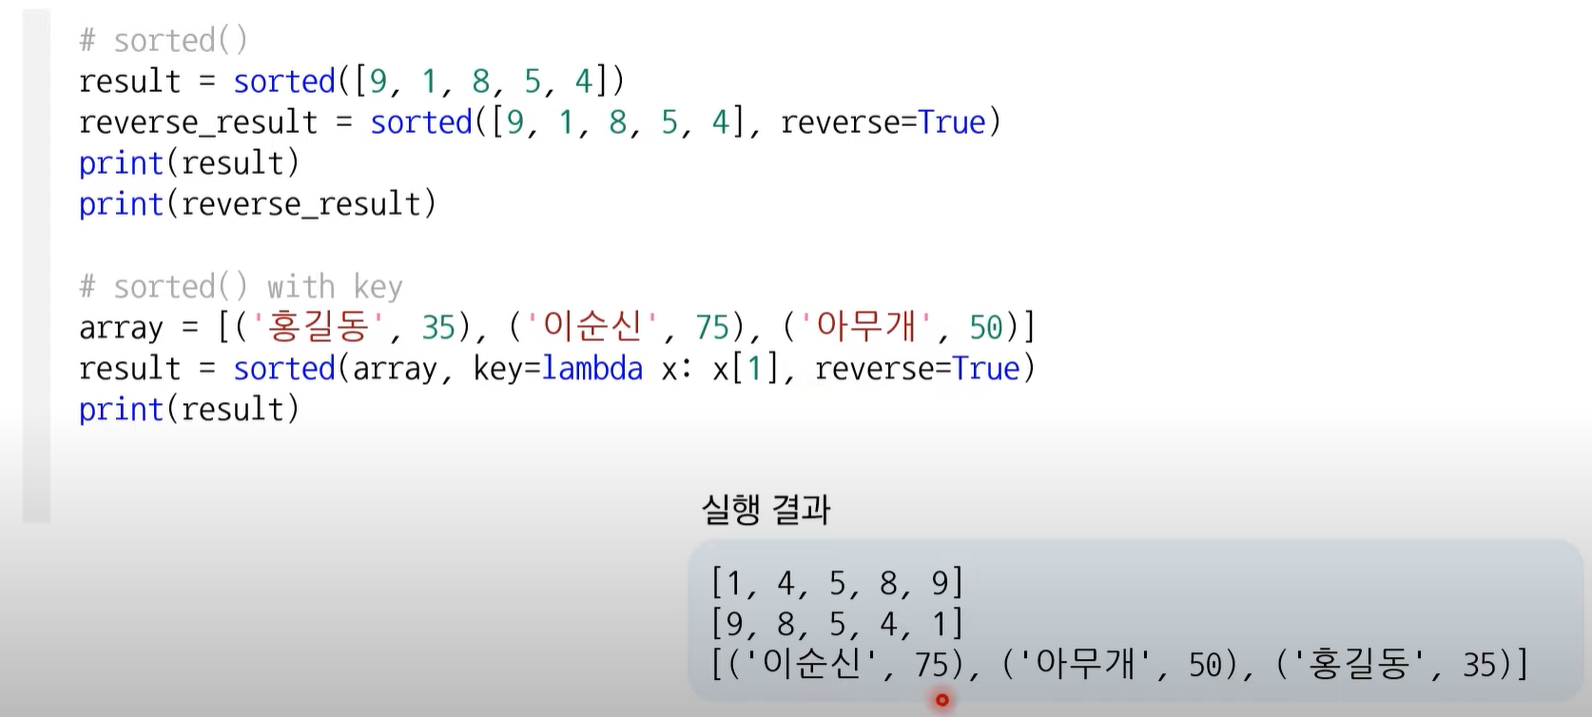 # sorted()
result = sorted([9, 1, 8, 5, 4])
reverse_result = sorted([9, 1, 8, 5, 4], reverse=True)
print(result)
print(reverse_result)
# sorted() with key
array = [('홍길동', 35), ('이순신', 75), ('아무개', 50)]
result = sorted(array, key=lambda x: x[1], reverse=True)
print(result)
실행 결과
[1, 4, 5, 8, 9]
[9, 8, 5, 4, 1]
[('이순신', 75), ('아무개', 50), ('홍길동', 35)]